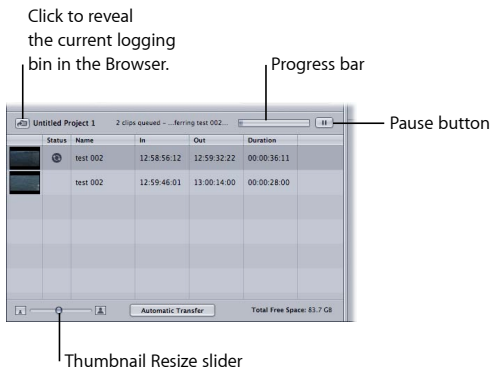 Click to reveal
the current logging
bin in the Browser.
Progress bar
Untitled Project 1 2 clips queued – ...ferring test 002...
Pause button
Status Name In Out Duration
test 002 12:58:56:12 12:59:32:22 00:00:36:11
test 002 12:59:46:01 13:00:14:00 00:00:28:00
Automatic Transfer Total Free Space: 83.7 GB
Thumbnail Resize slider